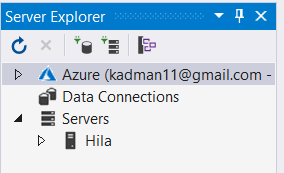 Server Explorer
Azure (kadman11@gmail.com -
Data Connections
Servers
Hila